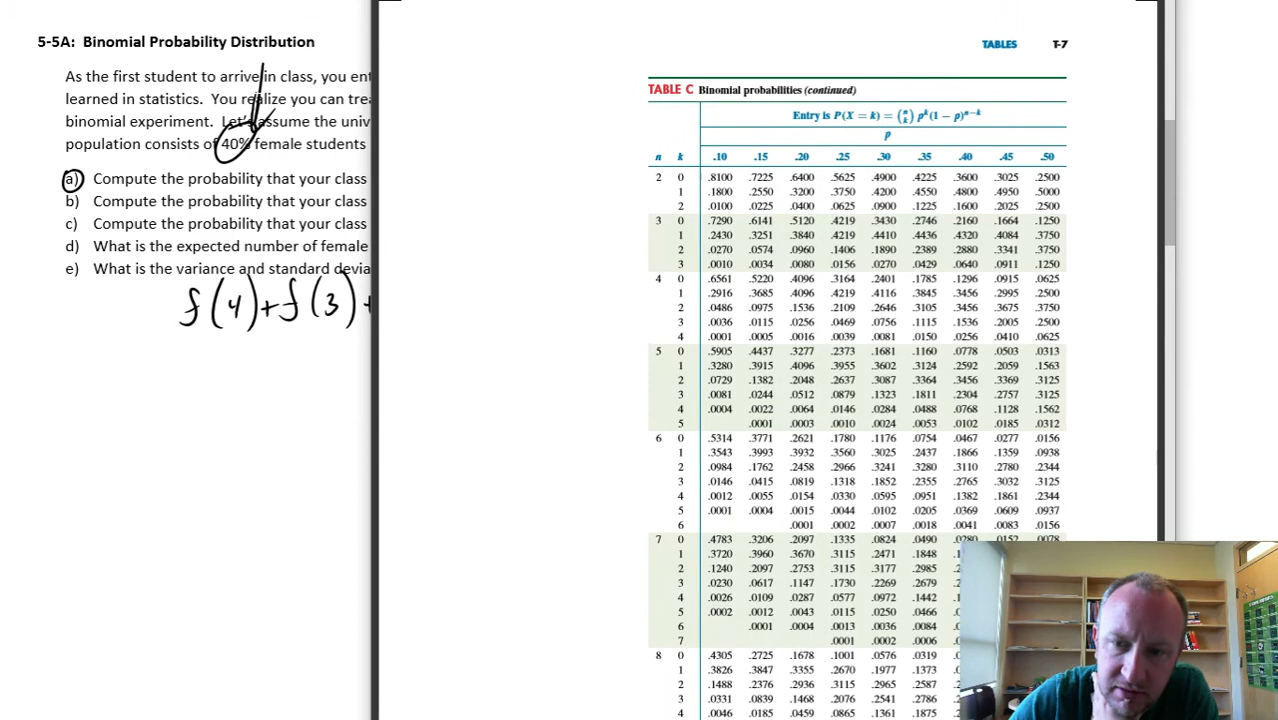 5-5A: Binomial Probability Distribution
As the first student to arrive in class, you
learned in statistics. You realize you can
binomial experiment. Let's assume the
population consists of 40% female students
a) Compute the probability that your class
b) Compute the probability that your class
c) Compute the probability that your class
d) What is the expected number of female
e) What is the variance and standard
f(4)+f(3)+
TABLES T-7
TABLE C Binomial probabilities (continued)
Entry is P(X = k) = (n k) p^k(1 − p)^n−k
p
n k .10 .15 .20 .25 .30 .35 .40 .45 .50
2 0 .8100 .7225 .6400 .5625 .4900 .4225 .3600 .3025 .2500
1 .1800 .2550 .3200 .3750 .4200 .4550 .4800 .4950 .5000
2 .0100 .0225 .0400 .0625 .0900 .1225 .1600 .2025 .2500
3 0 .7290 .6141 .5120 .4219 .3430 .2746 .2160 .1664 .1250
1 .2430 .3251 .3840 .4219 .4410 .4436 .4320 .4084 .3750
2 .0270 .0574 .0960 .1406 .1890 .2389 .2880 .3341 .3750
3 .0010 .0034 .0080 .0156 .0270 .0429 .0640 .0911 .1250
4 0 .6561 .5220 .4096 .3164 .2401 .1785 .1296 .0915 .0625
1 .2916 .3685 .4096 .4219 .4116 .3845 .3456 .2995 .2500
2 .0486 .0975 .1536 .2109 .2646 .3105 .3456 .3675 .3750
3 .0036 .0115 .0256 .0469 .0756 .1115 .1536 .2005 .2500
4 .0001 .0005 .0016 .0039 .0081 .0150 .0256 .0410 .0625
5 0 .5905 .4437 .3277 .2373 .1681 .1160 .0778 .0503 .0313
1 .3280 .3915 .4096 .3955 .3602 .3124 .2592 .2059 .1563
2 .0729 .1382 .2048 .2637 .3087 .3364 .3456 .3369 .3125
3 .0081 .0244 .0512 .0879 .1323 .1811 .2304 .2757 .3125
4 .0004 .0022 .0064 .0146 .0284 .0488 .0768 .1128 .1562
5 .0001 .0003 .0010 .0024 .0053 .0102 .0185 .0312
6 0 .5314 .3771 .2621 .1780 .1176 .0754 .0467 .0277 .0156
1 .3543 .3993 .3932 .3560 .3025 .2437 .1866 .1359 .0938
2 .0984 .1762 .2458 .2966 .3241 .3280 .3110 .2780 .2344
3 .0146 .0415 .0819 .1318 .1852 .2355 .2765 .3032 .3125
4 .0012 .0055 .0154 .0330 .0595 .0951 .1382 .1861 .2344
5 .0001 .0004 .0015 .0044 .0102 .0205 .0369 .0609 .0937
6 .0001 .0002 .0007 .0018 .0041 .0083 .0156
7 0 .4783 .3206 .2097 .1335 .0824 .0490 .0280 .0152 .0078
1 .3720 .3960 .3670 .3115 .2471 .1848
2 .1240 .2097 .2753 .3115 .3177 .2985
3 .0230 .0617 .1147 .1730 .2269 .2679
4 .0026 .0109 .0287 .0577 .0972 .1442
5 .0002 .0012 .0043 .0115 .0250 .0466
6 .0001 .0004 .0013 .0036 .0084
7 .0001 .0002 .0006
8 0 .4305 .2725 .1678 .1001 .0576 .0319
1 .3826 .3847 .3355 .2670 .1977 .1373
2 .1488 .2376 .2936 .3115 .2965 .2587
3 .0331 .0839 .1468 .2076 .2541 .2786
4 .0046 .0185 .0459 .0865 .1361 .1875